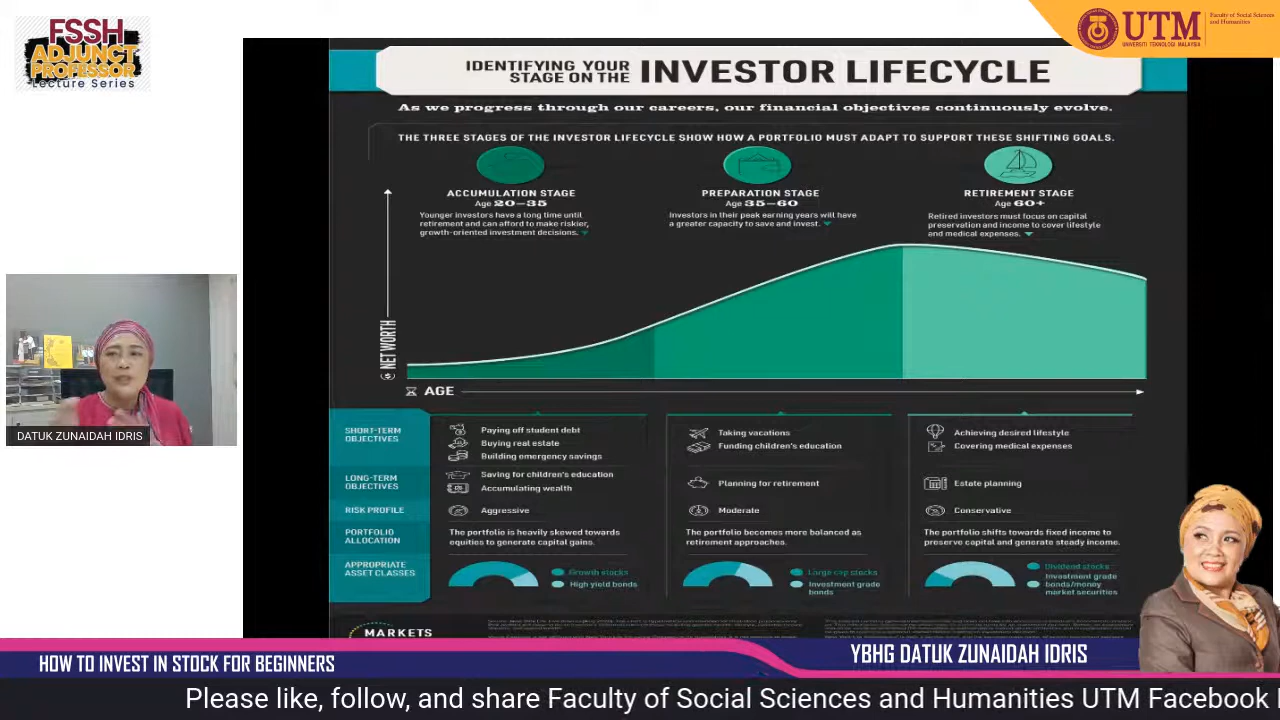 FSSH
ADJUNCT
PROFESSOR
Lecture Series
UTM
UNIVERSITI TEKNOLOGI MALAYSIA
Faculty of Social Sciences
and Humanities
IDENTIFYING YOUR
STAGE ON THE
INVESTOR LIFECYCLE
As we progress through our careers, our financial objectives continuously evolve.
THE THREE STAGES OF THE INVESTOR LIFECYCLE SHOW HOW A PORTFOLIO MUST ADAPT TO SUPPORT THESE SHIFTING GOALS.
ACCUMULATION STAGE
Age 20–35
Younger investors have a long time until
retirement and can afford to make riskier,
growth-oriented investment decisions.
PREPARATION STAGE
Age 35–60
Investors in their peak earning years will have
a greater capacity to save and invest.
RETIREMENT STAGE
Age 60+
Retired investors must focus on capital
preservation and income to cover lifestyle
and medical expenses.
NET WORTH
AGE
SHORT-TERM
OBJECTIVES
Paying off student debt
Buying real estate
Building emergency savings
Taking vacations
Funding children's education
Achieving desired lifestyle
Covering medical expenses
LONG-TERM
OBJECTIVES
Saving for children's education
Accumulating wealth
Planning for retirement
Estate planning
RISK PROFILE
Aggressive
Moderate
Conservative
PORTFOLIO
ALLOCATION
The portfolio is heavily skewed towards
equities to generate capital gains.
The portfolio becomes more balanced as
retirement approaches.
The portfolio shifts towards fixed income to
preserve capital and generate steady income.
APPROPRIATE
ASSET CLASSES
Growth stocks
High yield bonds
Large cap stocks
Investment grade
bonds
Dividend stocks
Investment grade
bonds/money
market securities
MARKETS
DATUK ZUNAIDAH IDRIS
HOW TO INVEST IN STOCK FOR BEGINNERS
YBHG DATUK ZUNAIDAH IDRIS
Please like, follow, and share Faculty of Social Sciences and Humanities UTM Facebook